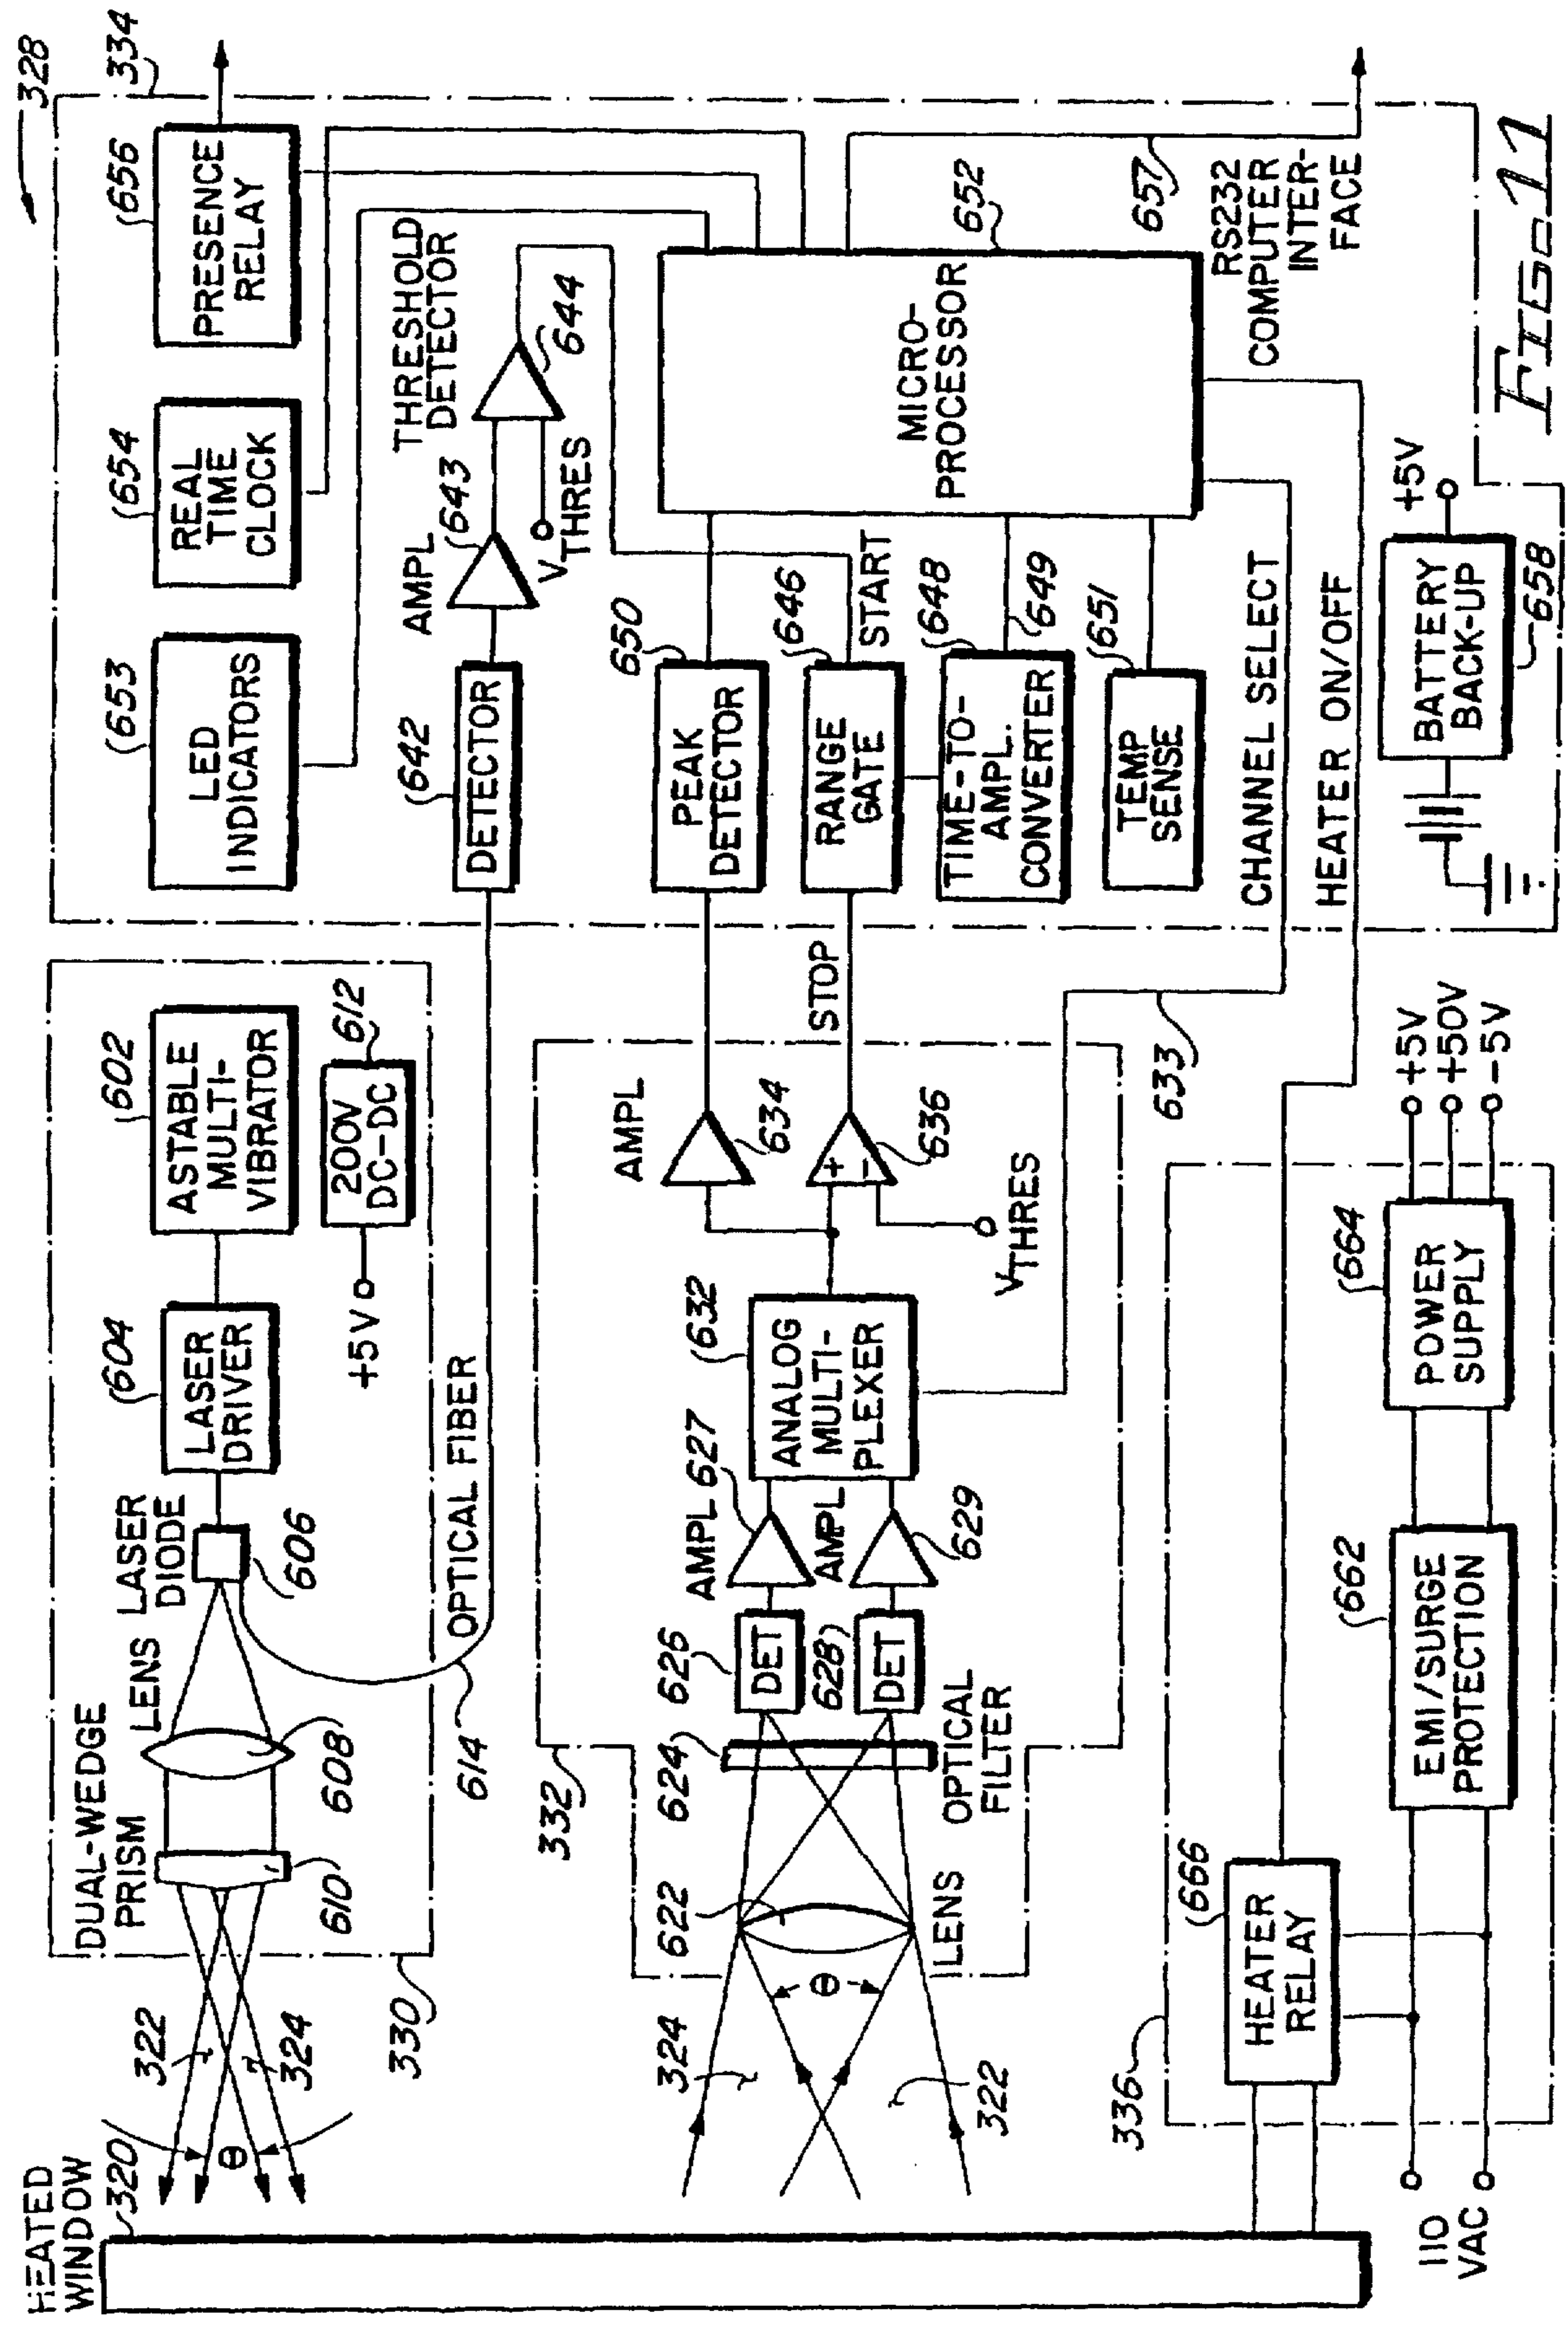 328
334
HEATED
WINDOW
320
322
324
θ
330
DUAL-WEDGE
PRISM
610
LENS
608
LASER
DIODE
606
604
LASER
DRIVER
602
ASTABLE
MULTI-
VIBRATOR
200V
DC-DC
612
+5V
OPTICAL FIBER
614
653
LED
INDICATORS
654
REAL
TIME
CLOCK
656
PRESENCE
RELAY
642
DETECTOR
AMPL
643
THRESHOLD
DETECTOR
644
VTHRES
324
322
θ
332
622
LENS
624
OPTICAL
FILTER
626
DET
628
DET
AMPL 627
AMPL
629
632
ANALOG
MULTI-
PLEXER
AMPL
634
+
−
636
VTHRES
STOP
633
650
PEAK
DETECTOR
646
RANGE
GATE
START
648
TIME-TO-
AMPL.
CONVERTER
649
651
TEMP
SENSE
MICRO-
PROCESSOR
652
657
RS232
COMPUTER
INTER-
FACE
CHANNEL SELECT
HEATER ON/OFF
336
666
HEATER
RELAY
110
VAC
662
EMI/SURGE
PROTECTION
664
POWER
SUPPLY
+5V
+50V
-5V
BATTERY
BACK-UP
658
+5V
FIG. 11